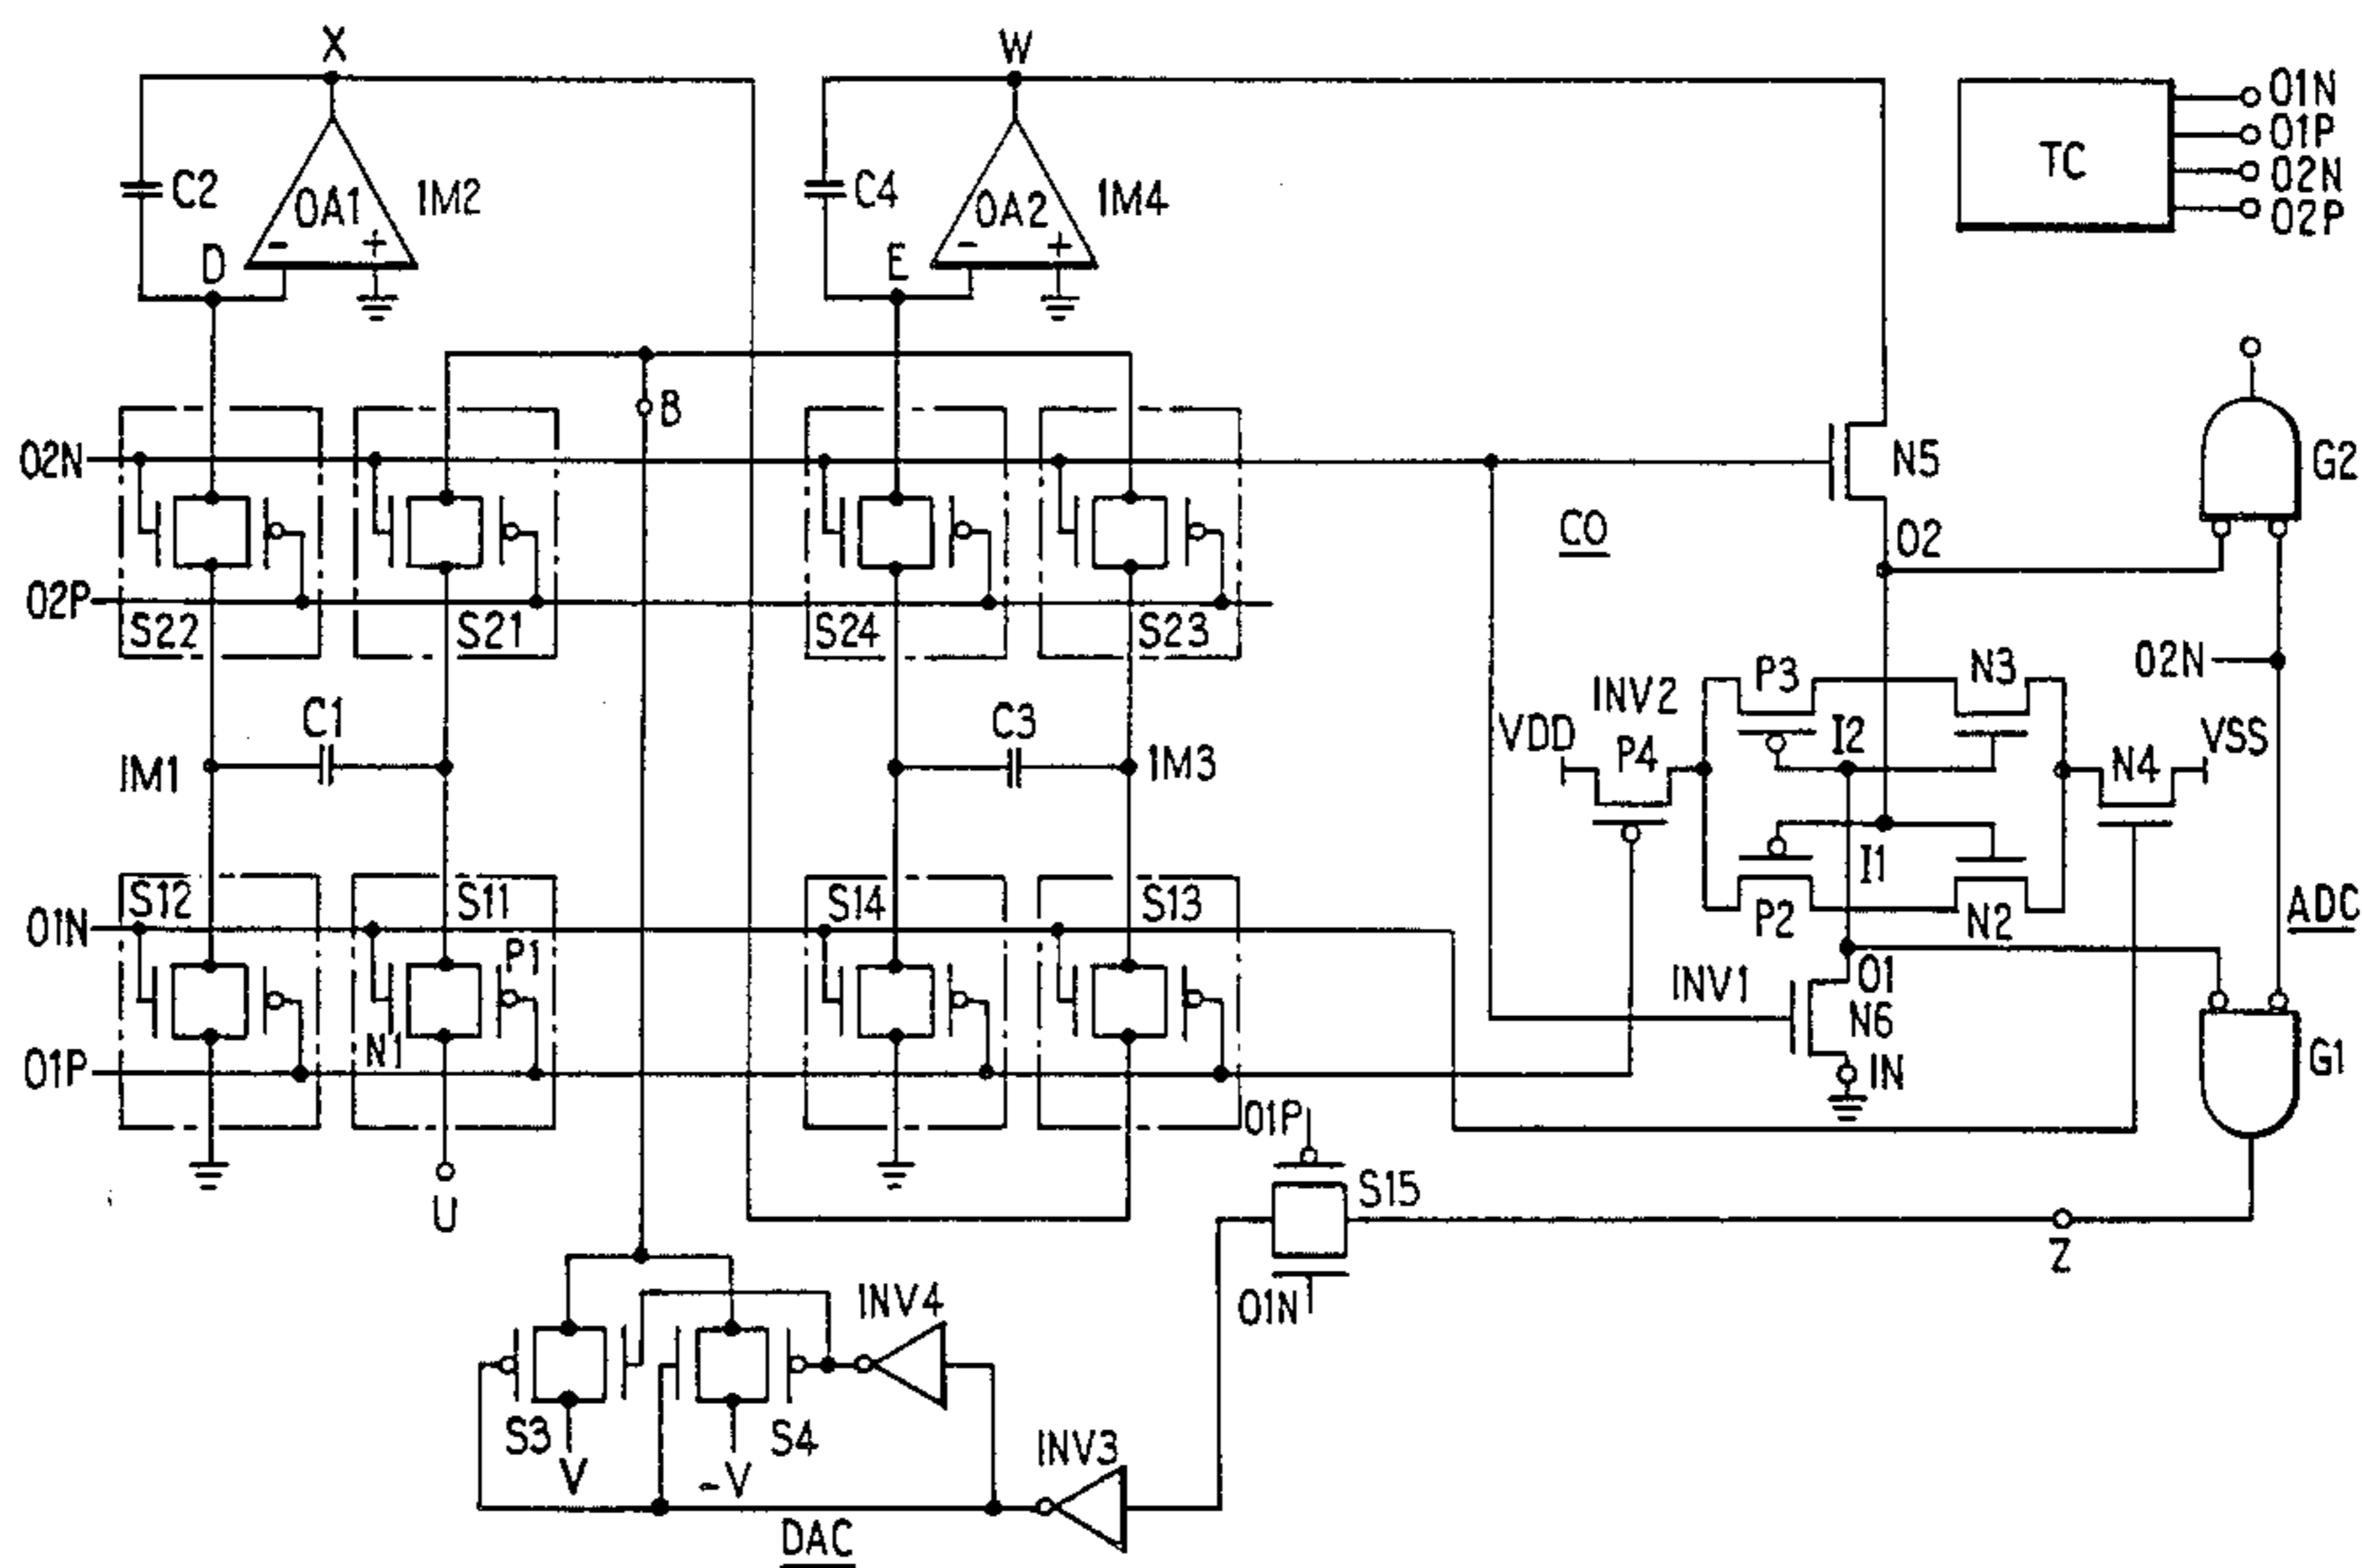 X
W
O1N
O1P
O2N
O2P
TC
C2
OA1
- +
1M2
C4
OA2
- +
1M4
D
E
B
O2N
N5
G2
CO
O2
O2P
S22
S21
S24
S23
O2N
P3
N3
INV2
C1
C3
VDD
P4
I2
N4
VSS
1M1
1M3
I1
ADC
S12
S11
S14
S13
P2
N2
O1N
P1
INV1
O1
N6
N1
O1P
IN
G1
O1P
S15
U
Z
O1N
INV4
S3
S4
V
-V
INV3
DAC